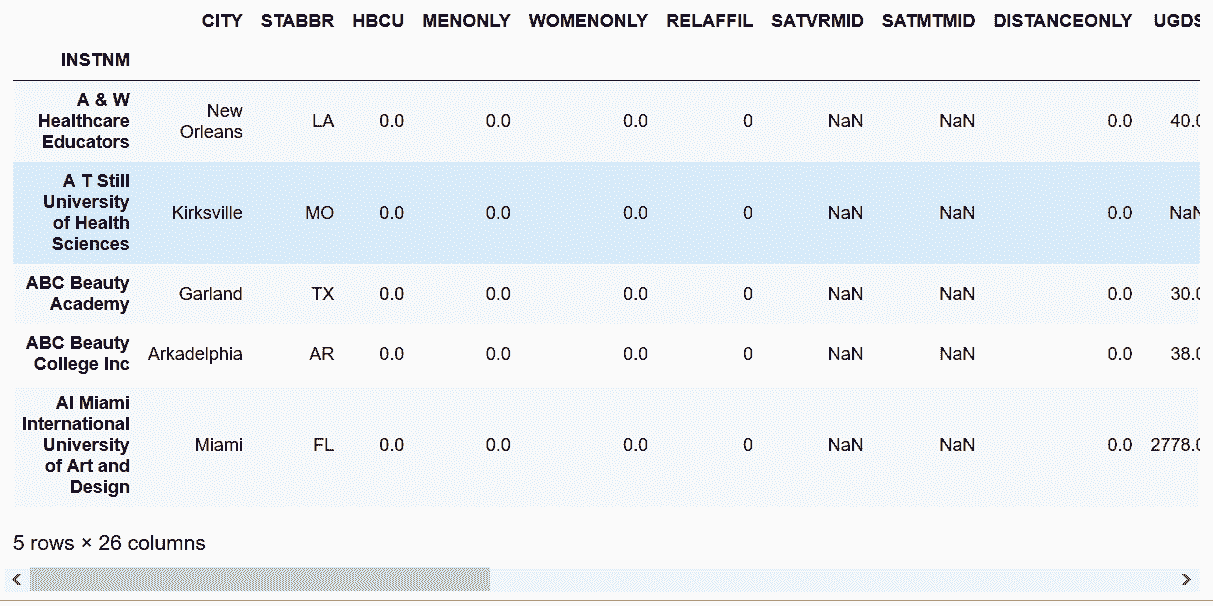 CITY STABBR HBCU MENONLY WOMENONLY RELAFFIL SATVRMID SATMTMID DISTANCEONLY UGDS
INSTNM
A & W
Healthcare
Educators
New
Orleans
LA 0.0 0.0 0.0 0 NaN NaN 0.0 40.0
A T Still
University
of Health
Sciences
Kirksville MO 0.0 0.0 0.0 0 NaN NaN 0.0 NaN
ABC Beauty
Academy
Garland TX 0.0 0.0 0.0 0 NaN NaN 0.0 30.0
ABC Beauty
College Inc
Arkadelphia AR 0.0 0.0 0.0 0 NaN NaN 0.0 38.0
AI Miami
International
University
of Art and
Design
Miami FL 0.0 0.0 0.0 0 NaN NaN 0.0 2778.0
5 rows × 26 columns